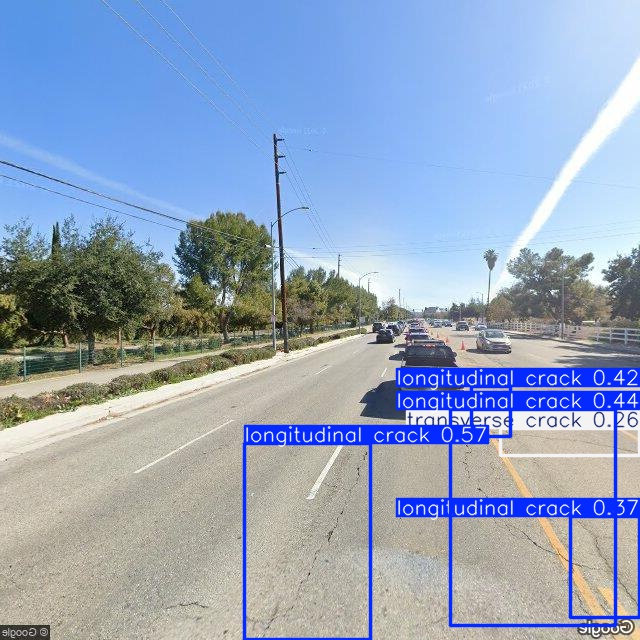 longitudinal crack 0.42
longitudinal crack 0.44
transverse crack 0.26
longitudinal crack 0.57
longitudinal crack 0.37
© Google
Google